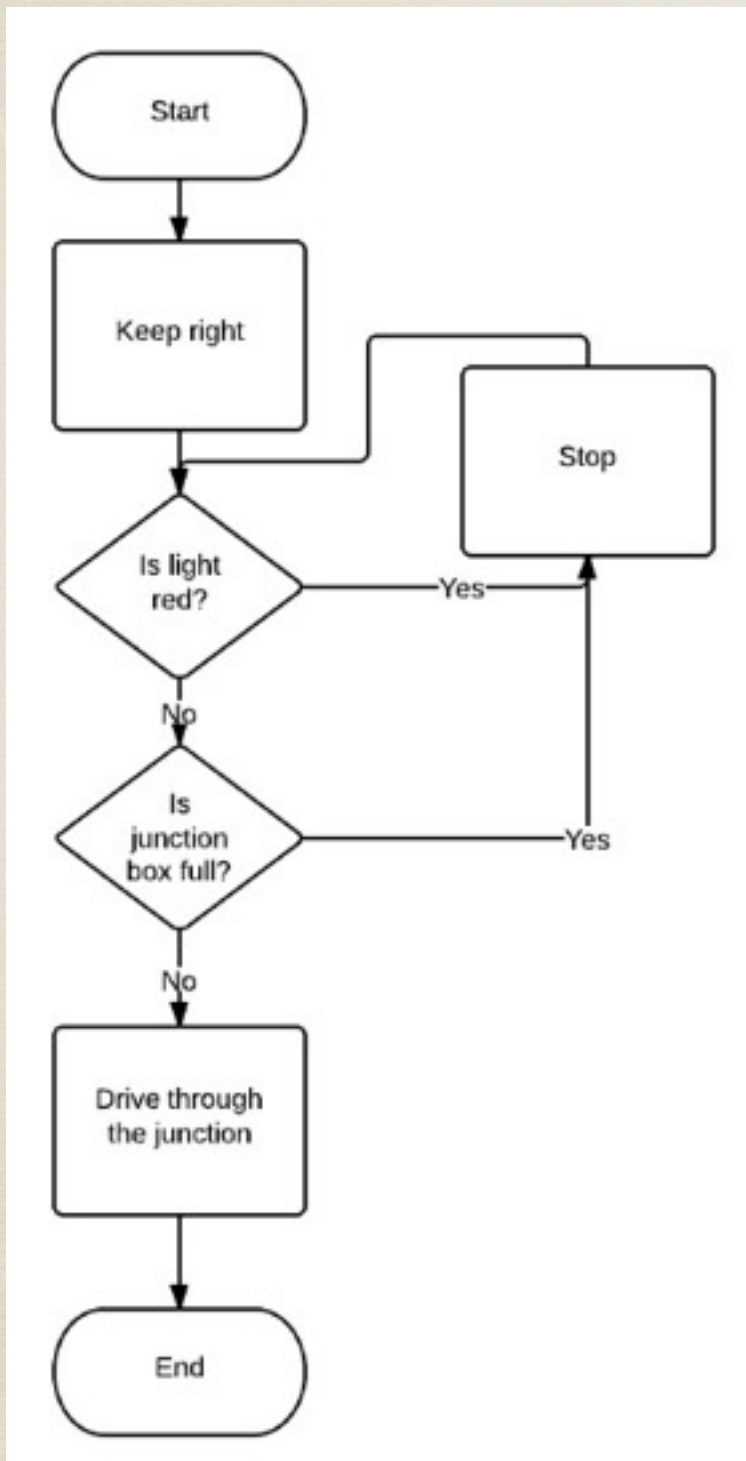 Start
Keep right
Stop
Is light
red?
Yes
No
Is
junction
box full?
Yes
No
Drive through
the junction
End